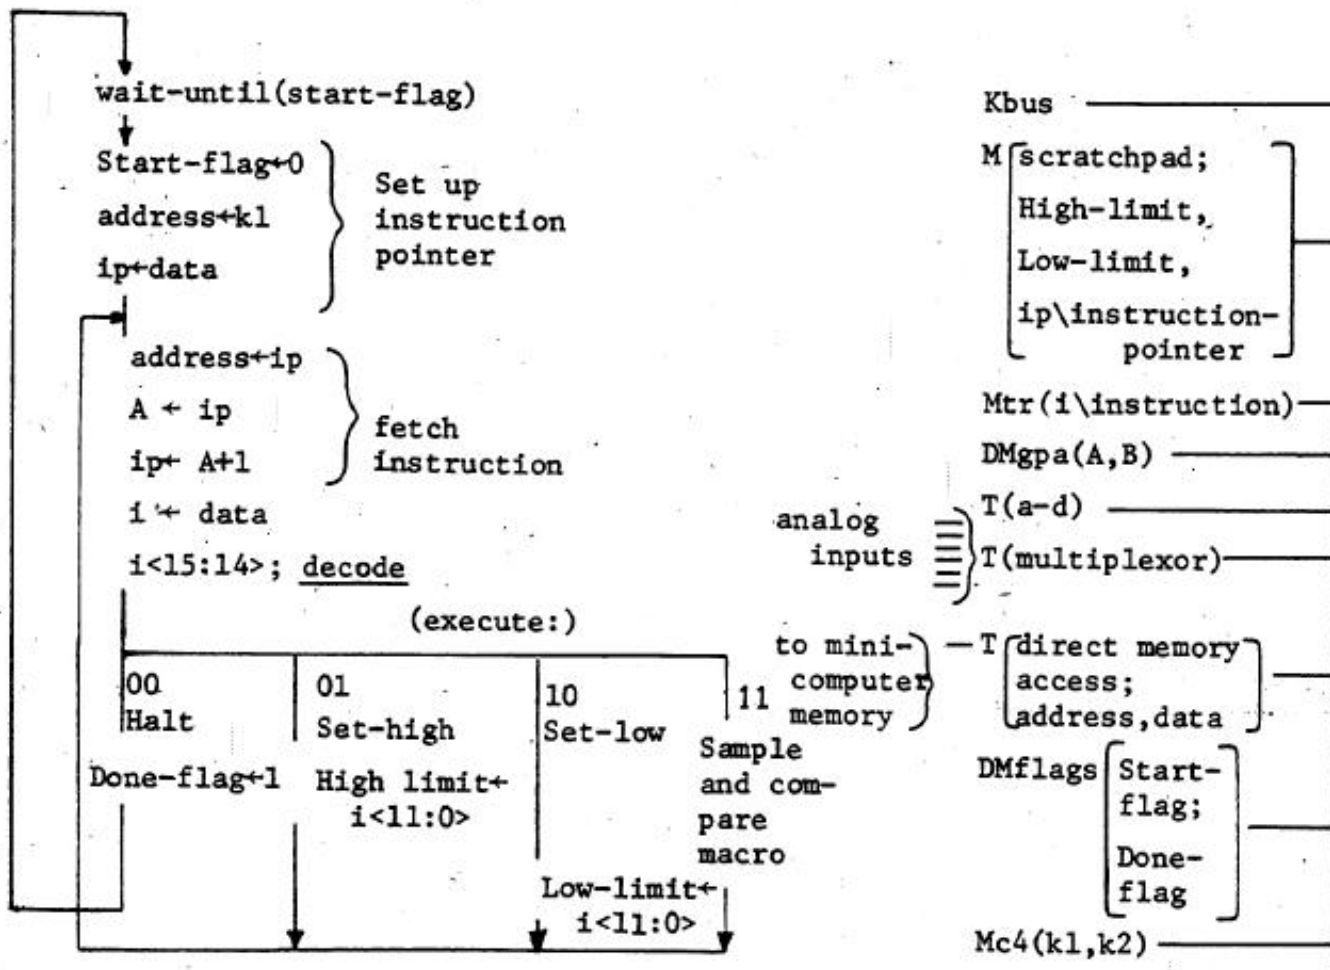 wait-until(start-flag)
Start-flag←0
address←k1
ip←data
Set up
instruction
pointer
address←ip
A ← ip
ip← A+1
fetch
instruction
i ← data
i<15:14>; decode
(execute:)
00
Halt
Done-flag←1
01
Set-high
High limit←
i<11:0>
10
Set-low
Low-limit←
i<11:0>
11
Sample
and com-
pare
macro
Kbus
M scratchpad;
High-limit,
Low-limit,
ip\instruction-
pointer
Mtr(i\instruction)
DMgpa(A,B)
analog
inputs
T(a-d)
T(multiplexor)
to mini-
computer
memory
T direct memory
access;
address,data
DMflags Start-
flag;
Done-
flag
Mc4(k1,k2)